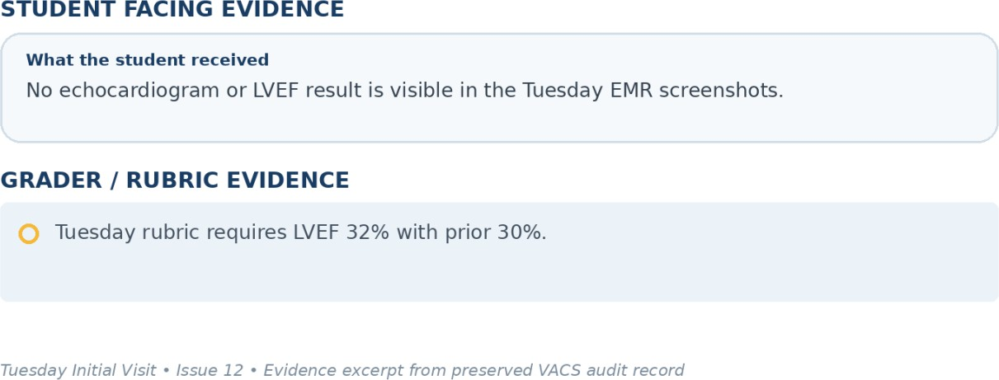 STUDENT FACING EVIDENCE
What the student received
No echocardiogram or LVEF result is visible in the Tuesday EMR screenshots.
GRADER / RUBRIC EVIDENCE
Tuesday rubric requires LVEF 32% with prior 30%.
Tuesday Initial Visit • Issue 12 • Evidence excerpt from preserved VACS audit record